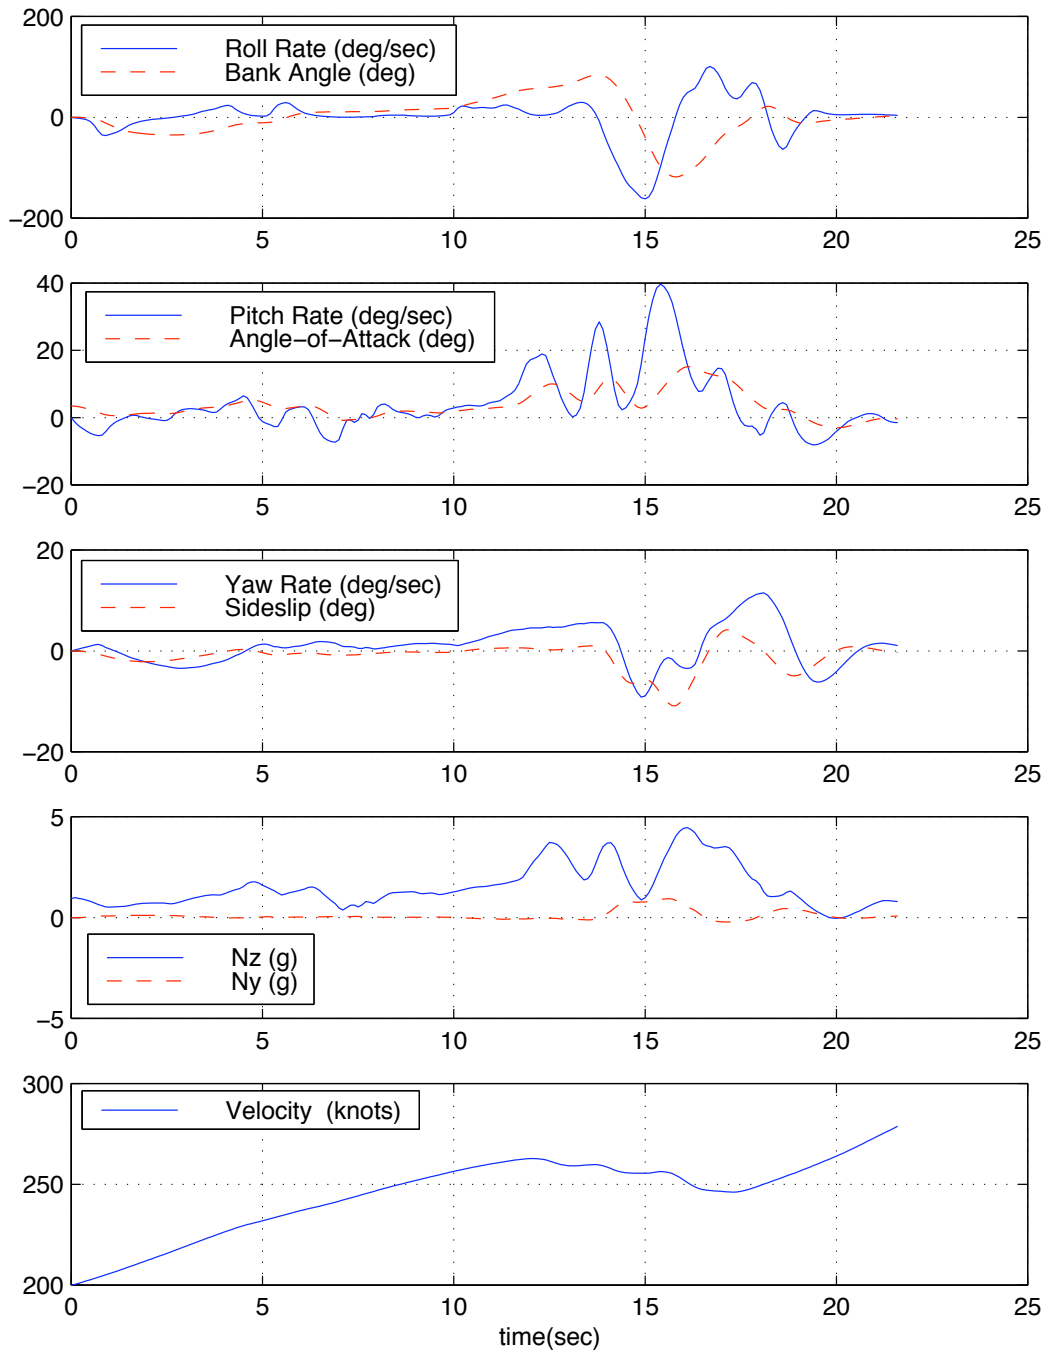 200
Roll Rate (deg/sec)
Bank Angle (deg)
0
−200
0 5 10 15 20 25
40
Pitch Rate (deg/sec)
Angle−of−Attack (deg)
20
0
−20
0 5 10 15 20 25
20
Yaw Rate (deg/sec)
Sideslip (deg)
0
−20
0 5 10 15 20 25
5
0
Nz (g)
Ny (g)
−5
0 5 10 15 20 25
300
Velocity (knots)
250
200
0 5 10 15 20 25
time(sec)